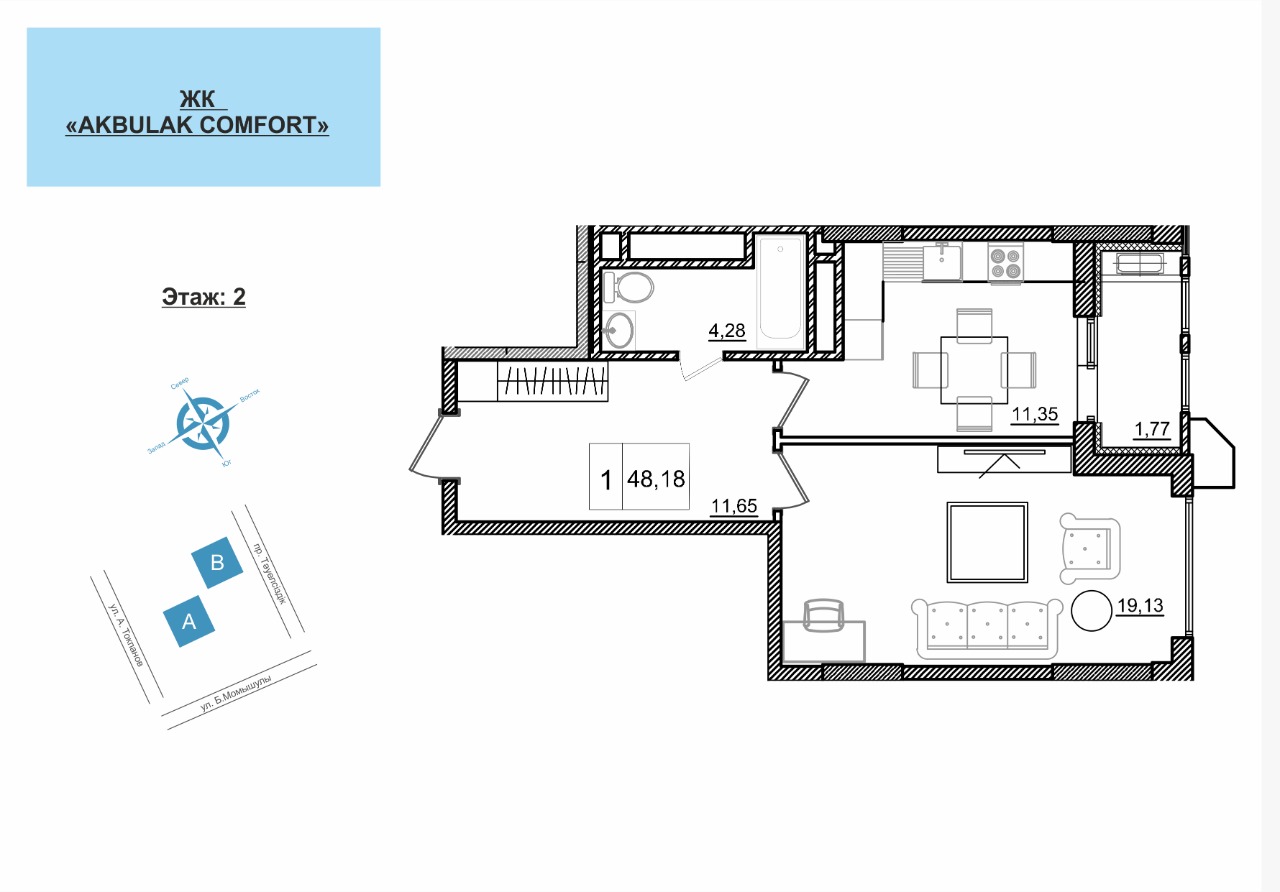 ЖК
«AKBULAK COMFORT»
Этаж: 2
Север
Восток
Запад
Юг
B
A
пр. Тәуелсіздік
ул. А. Токпанов
ул. Б.Момышулы
4,28
11,35
1,77
1 48,18
11,65
19,13